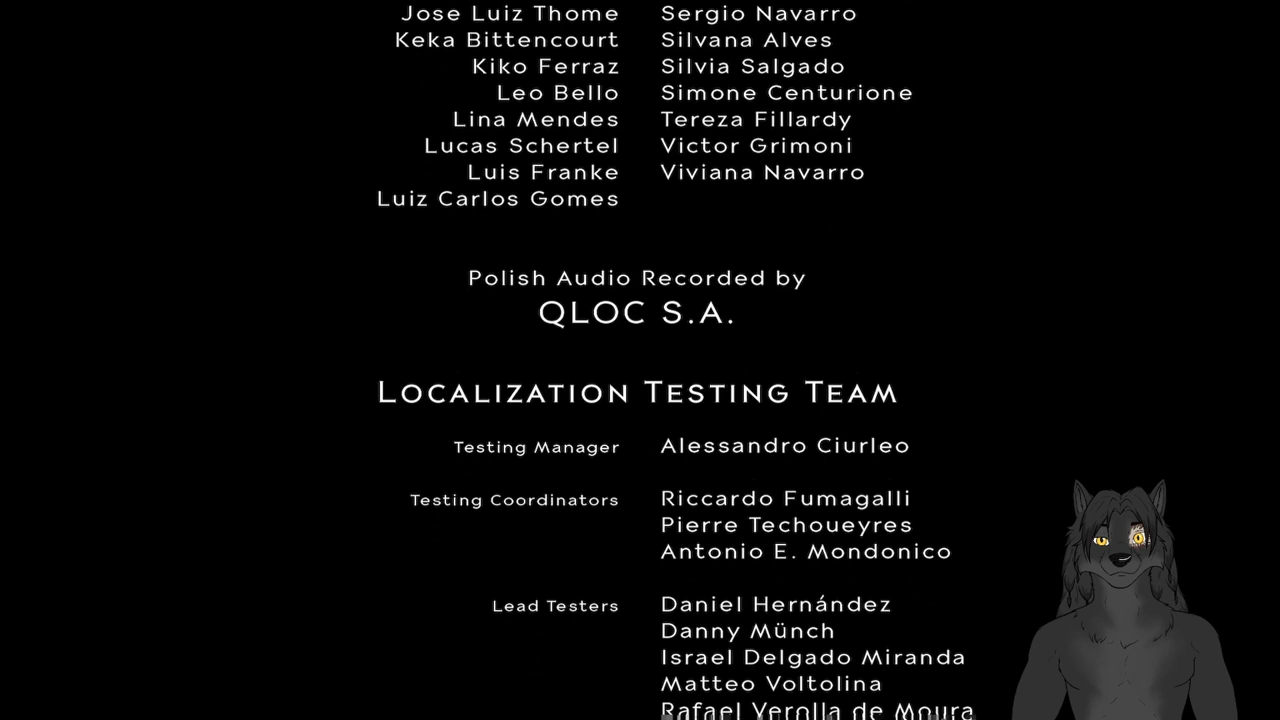 Jose Luiz Thome Sergio Navarro
Keka Bittencourt Silvana Alves
Kiko Ferraz Silvia Salgado
Leo Bello Simone Centurione
Lina Mendes Tereza Fillardy
Lucas Schertel Victor Grimoni
Luis Franke Viviana Navarro
Luiz Carlos Gomes
Polish Audio Recorded by
QLOC S.A.
Localization Testing Team
Testing Manager Alessandro Ciurleo
Testing Coordinators Riccardo Fumagalli
Pierre Techoueyres
Antonio E. Mondonico
Lead Testers Daniel Hernández
Danny Münch
Israel Delgado Miranda
Matteo Voltolina
Rafael Verolla de Moura